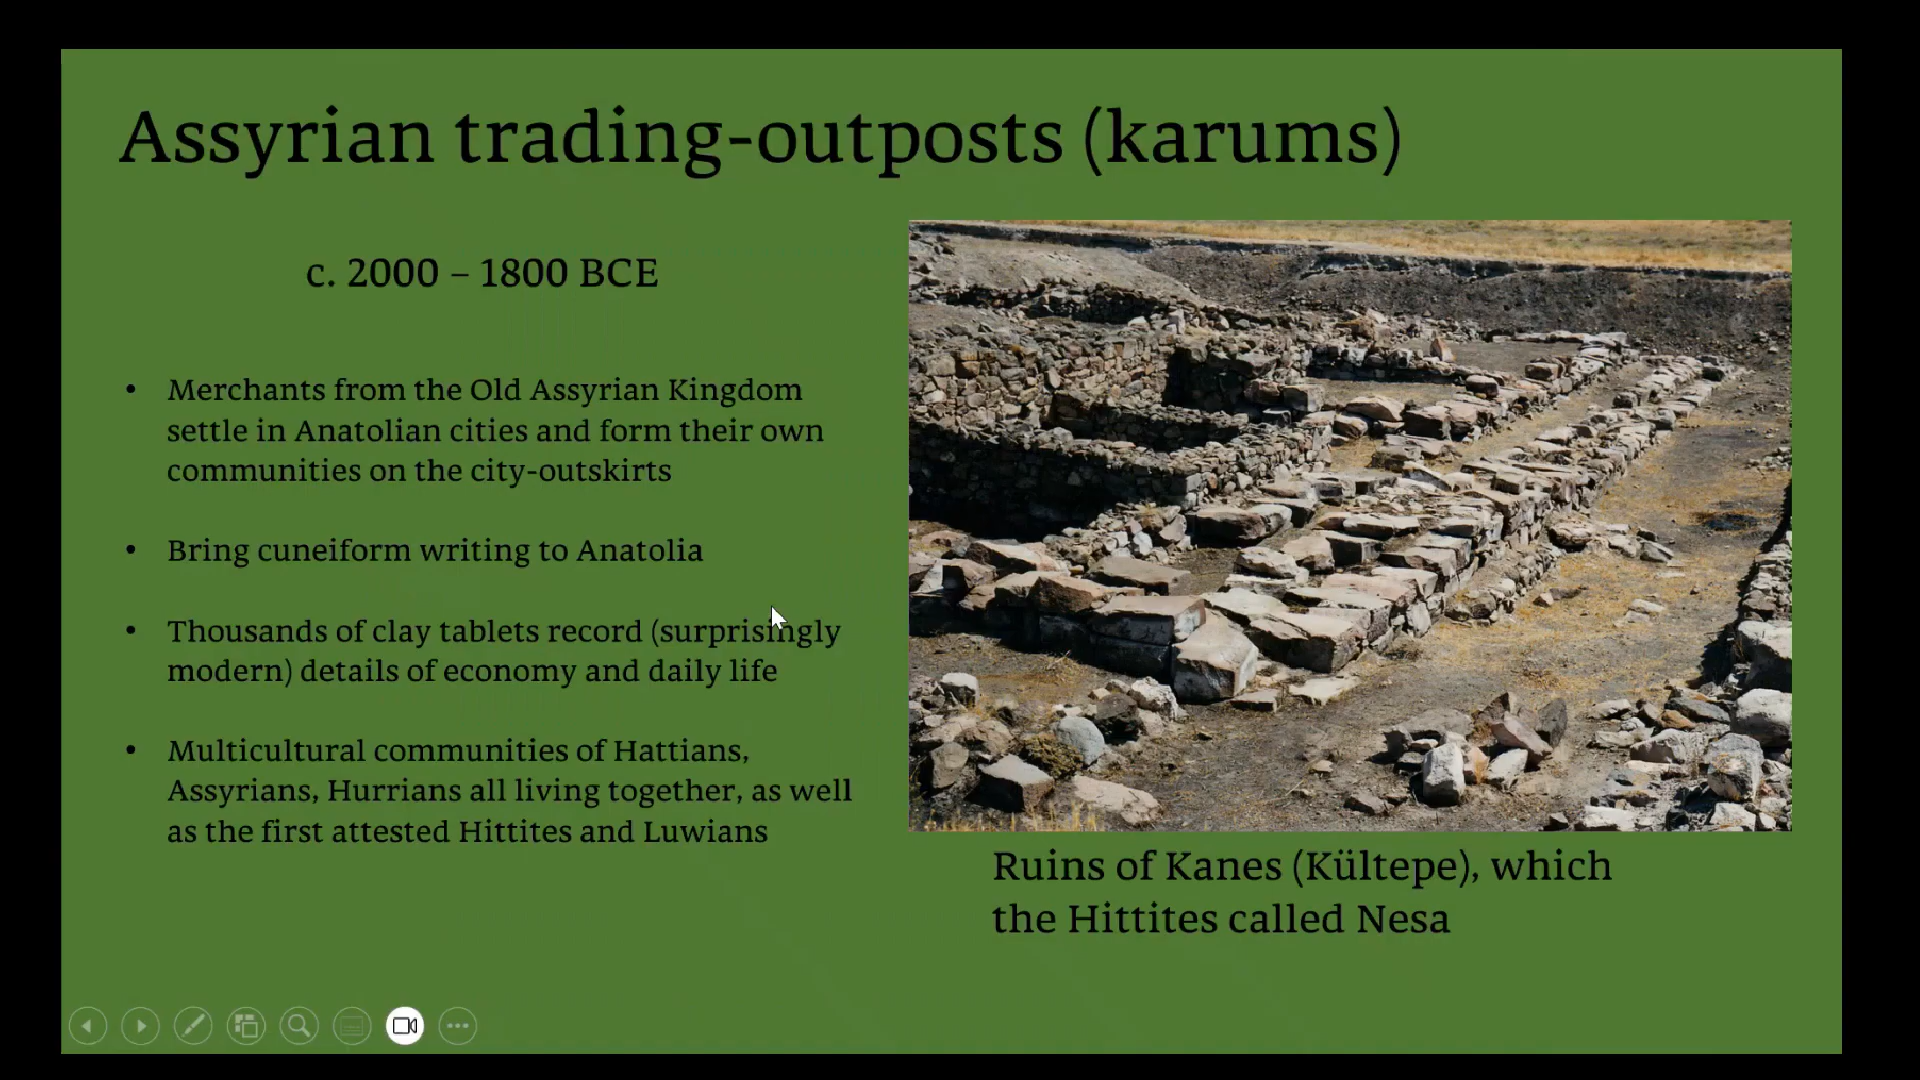 Assyrian trading-outposts (karums)
c. 2000 – 1800 BCE
• Merchants from the Old Assyrian Kingdom
settle in Anatolian cities and form their own
communities on the city-outskirts
• Bring cuneiform writing to Anatolia
• Thousands of clay tablets record (surprisingly
modern) details of economy and daily life
• Multicultural communities of Hattians,
Assyrians, Hurrians all living together, as well
as the first attested Hittites and Luwians
Ruins of Kanes (Kültepe), which
the Hittites called Nesa